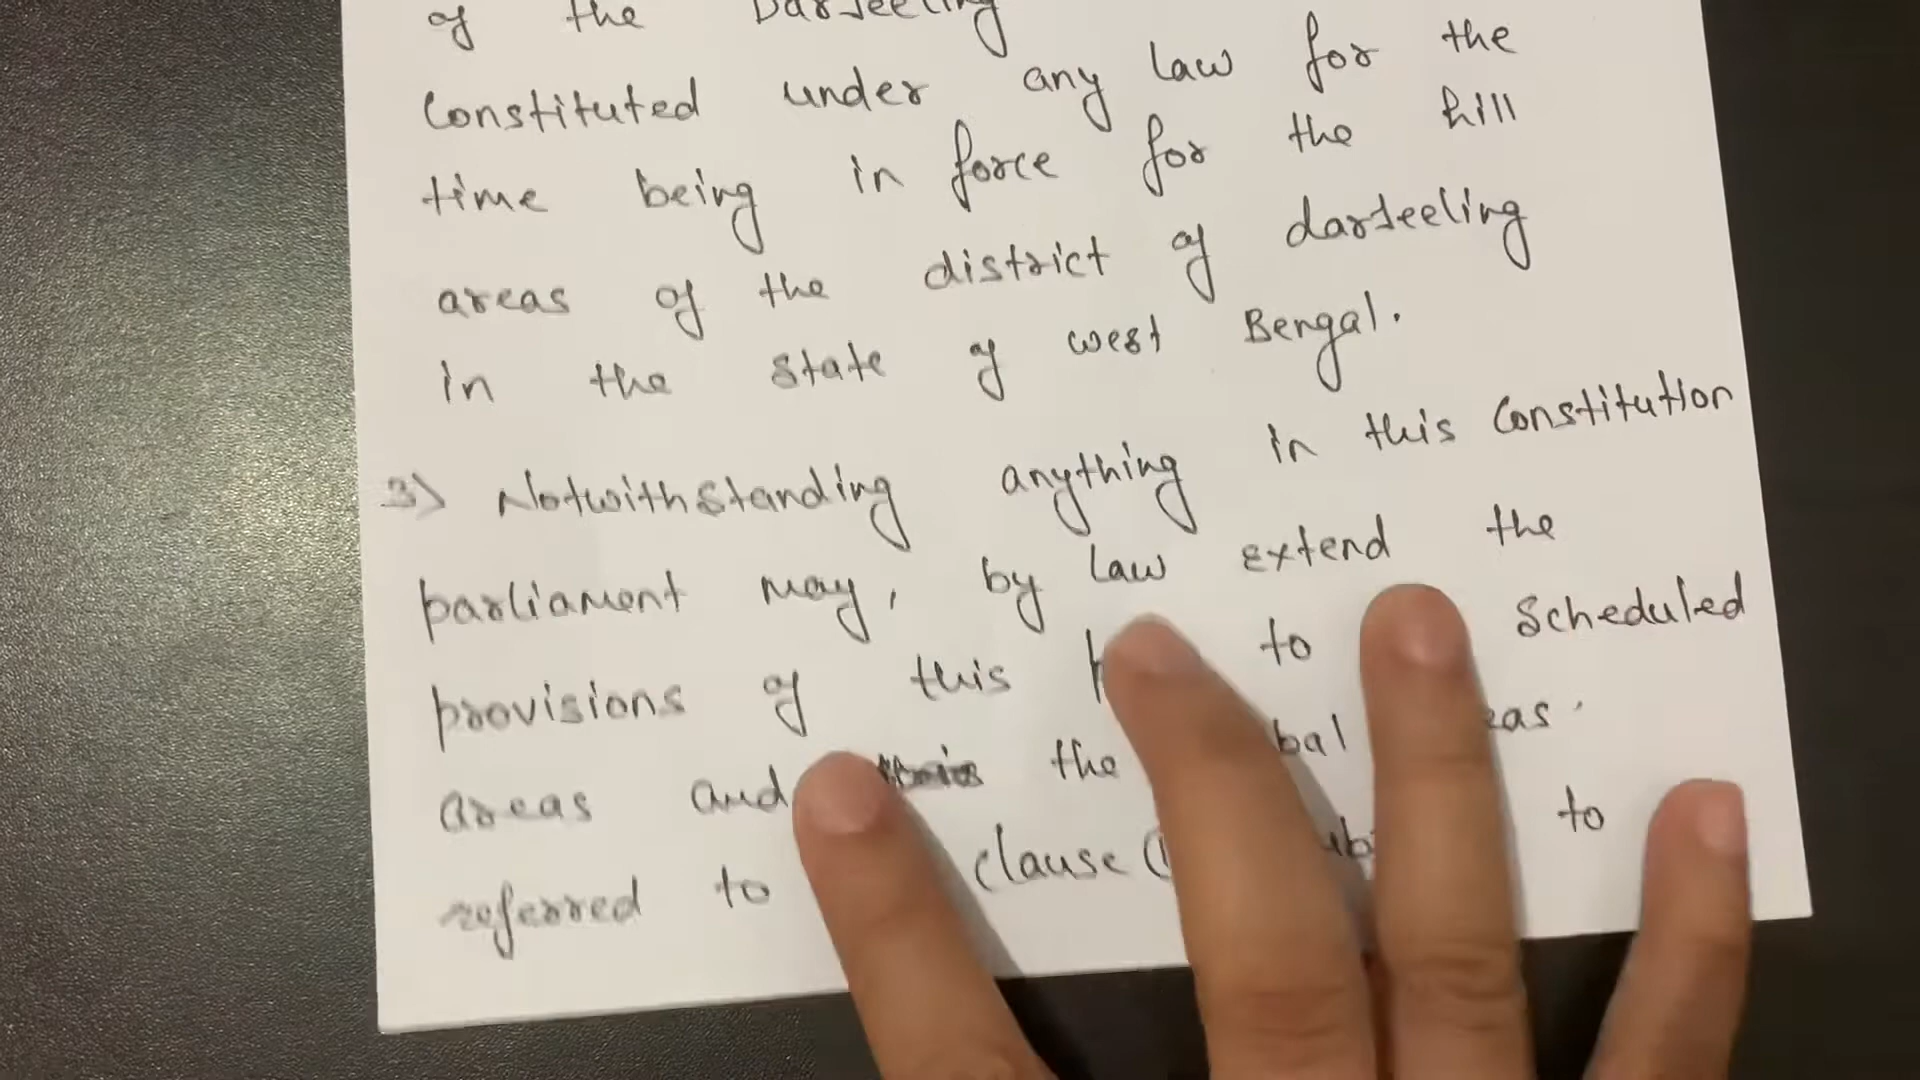 of the Darjeeling
Constituted under any law for the
time being in force for the hill
areas of the district of darjeeling
in the state of west Bengal.
3) Notwithstanding anything in this Constitution
parliament may, by law extend the
provisions of this to Scheduled
areas and the
referred to clause to